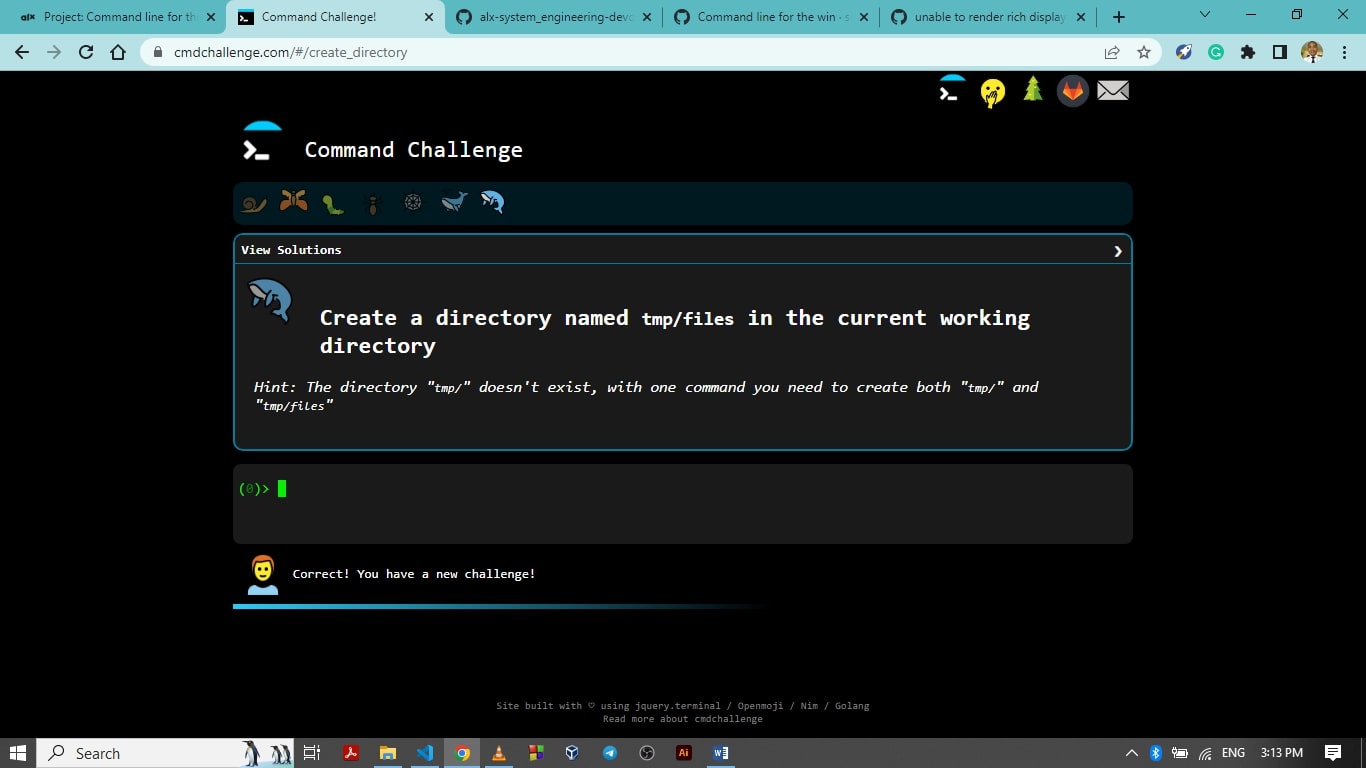 alx Project: Command line for th
Command Challenge!
alx-system_engineering-devo
Command line for the win · s
unable to render rich display
cmdchallenge.com/#/create_directory
>_
>_ Command Challenge
View Solutions
Create a directory named tmp/files in the current working
directory
Hint: The directory "tmp/" doesn't exist, with one command you need to create both "tmp/" and
"tmp/files"
(0)>
Correct! You have a new challenge!
Site built with ♡ using jquery.terminal / Openmoji / Nim / Golang
Read more about cmdchallenge
Search
Ai
ENG
3:13 PM